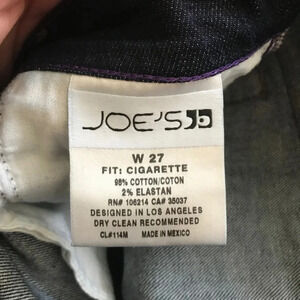 JOE'S
W 27
FIT: CIGARETTE
98% COTTON/COTON
2% ELASTAN
RN# 106214 CA# 35037
DESIGNED IN LOS ANGELES
DRY CLEAN RECOMMENDED
CL#114M MADE IN MEXICO